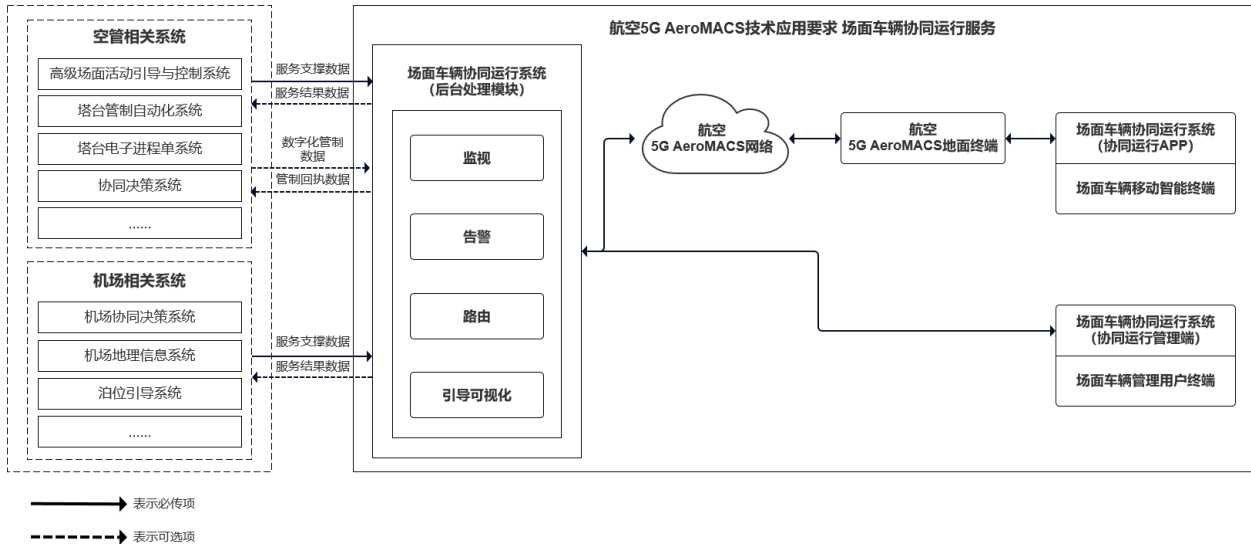 航空5G AeroMACS技术应用要求 场面车辆协同运行服务
空管相关系统
高级场面活动引导与控制系统
塔台管制自动化系统
塔台电子进程单系统
协同决策系统
......
机场相关系统
机场协同决策系统
机场地理信息系统
泊位引导系统
......
服务支撑数据
服务结果数据
数字化管制
数据
管制回执数据
服务支撑数据
服务结果数据
场面车辆协同运行系统
（后台处理模块）
监视
告警
路由
引导可视化
航空
5G AeroMACS网络
航空
5G AeroMACS地面终端
场面车辆协同运行系统
（协同运行APP）
场面车辆移动智能终端
场面车辆协同运行系统
（协同运行管理端）
场面车辆管理用户终端
表示必传项
表示可选项